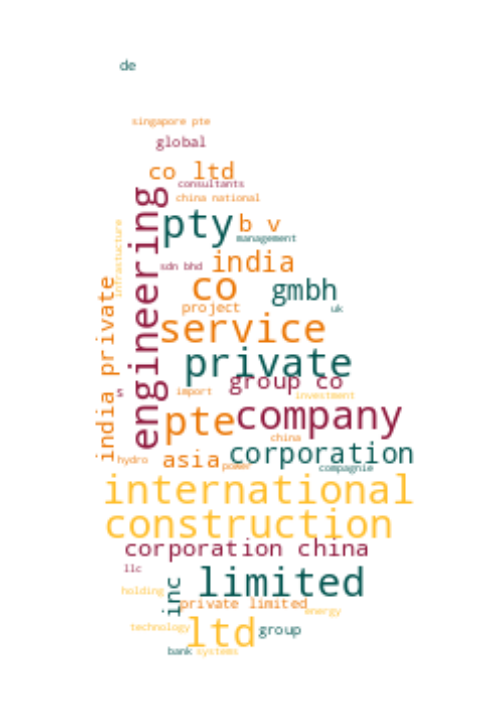 de
singapore pte
global
co ltd
consultants
china national
engineering
pty
b v
management
infrastucture
sdn bhd
india
co
gmbh
india private
project
uk
service
private
group co
s
import
investment
pte
company
china
corporation
hydro
asia
power
compagnie
international
construction
corporation china
llc
limited
holding
inc
private limited
energy
technology
ltd
group
bank
systems